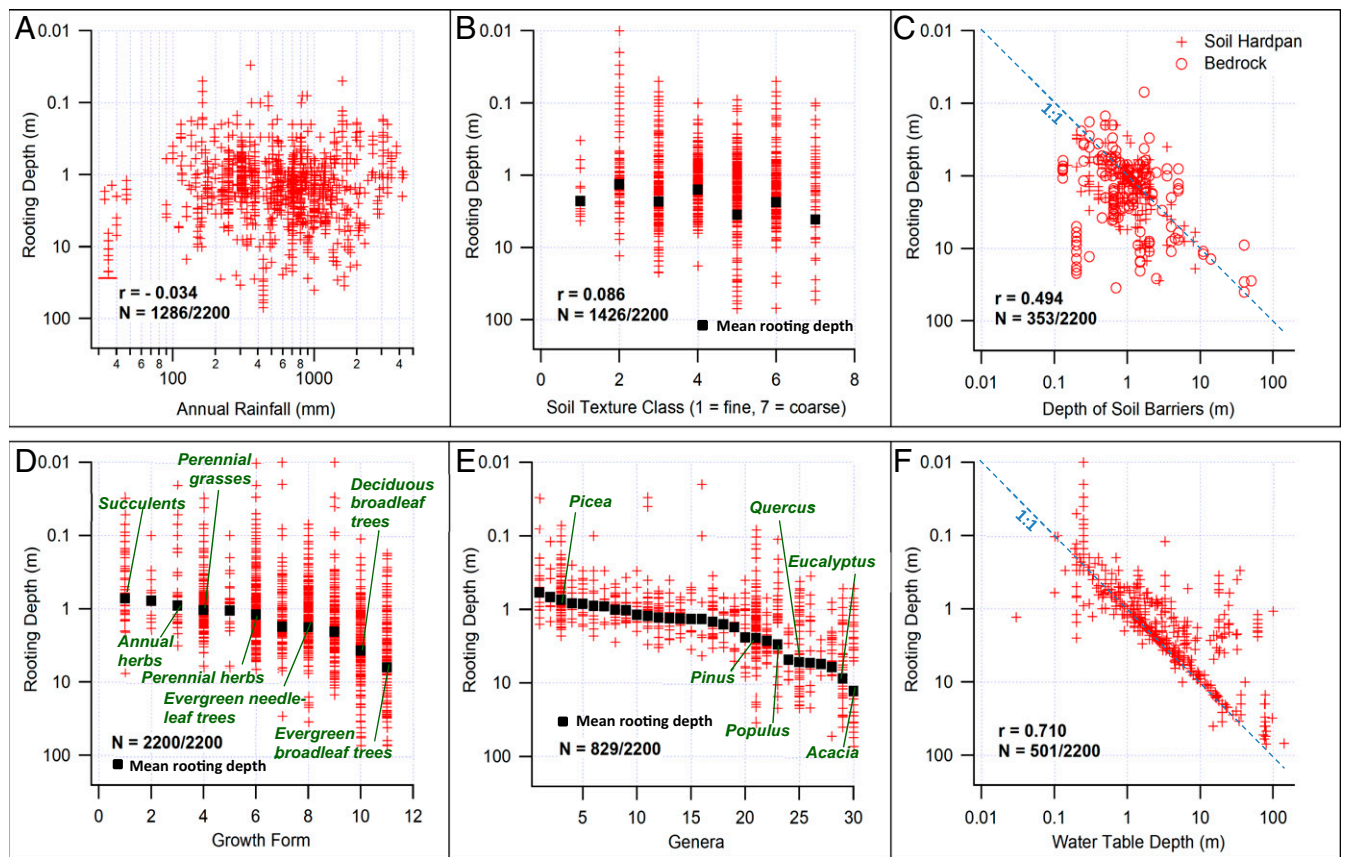 A
0.01
0.1
1
10
100
Rooting Depth (m)
r = - 0.034
N = 1286/2200
4 6 8 2 4 6 8 2 4
100 1000
Annual Rainfall (mm)
B
0.01
0.1
1
10
100
Rooting Depth (m)
r = 0.086
N = 1426/2200
Mean rooting depth
0 2 4 6 8
Soil Texture Class (1 = fine, 7 = coarse)
C
0.01
0.1
1
10
100
Rooting Depth (m)
Soil Hardpan
Bedrock
1:1
r = 0.494
N = 353/2200
0.01 0.1 1 10 100
Depth of Soil Barriers (m)
D
0.01
0.1
1
10
100
Rooting Depth (m)
Succulents
Perennial
grasses
Deciduous
broadleaf
trees
Annual
herbs
Perennial herbs
Evergreen needle-
leaf trees
Evergreen
broadleaf trees
N = 2200/2200
Mean rooting depth
0 2 4 6 8 10 12
Growth Form
E
0.01
0.1
1
10
100
Rooting Depth (m)
Picea
Quercus
Eucalyptus
Pinus
Populus
Acacia
Mean rooting depth
N = 829/2200
5 10 15 20 25 30
Genera
F
0.01
0.1
1
10
100
Rooting Depth (m)
1:1
r = 0.710
N = 501/2200
0.01 0.1 1 10 100
Water Table Depth (m)